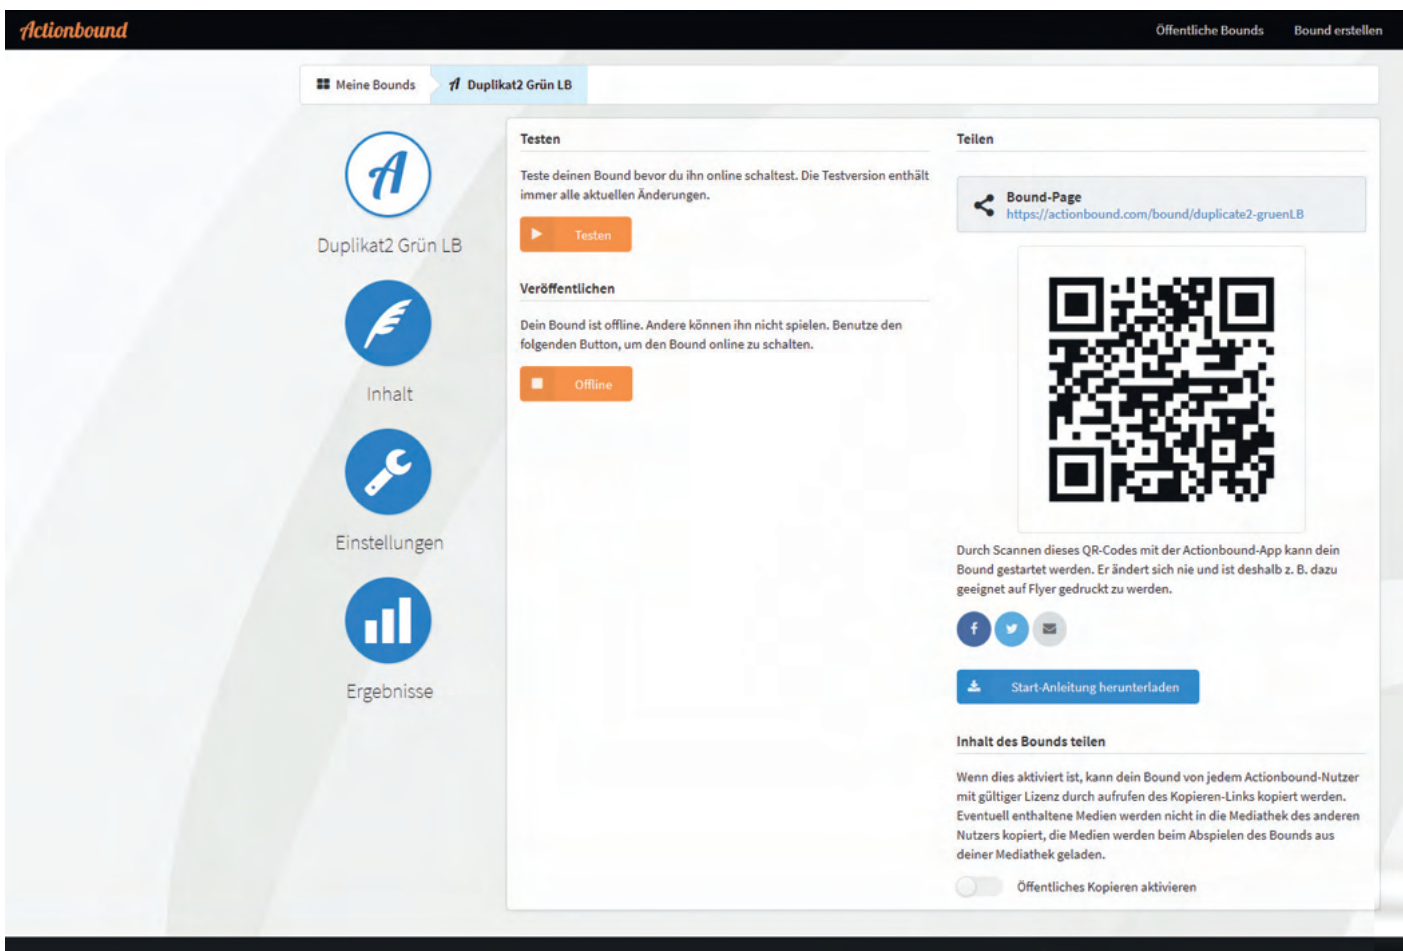 Actionbound
Öffentliche Bounds
Bound erstellen
Meine Bounds
Duplikat2 Grün LB
Duplikat2 Grün LB
Inhalt
Einstellungen
Ergebnisse
Testen
Teste deinen Bound bevor du ihn online schaltest. Die Testversion enthält
immer alle aktuellen Änderungen.
Testen
Veröffentlichen
Dein Bound ist offline. Andere können ihn nicht spielen. Benutze den
folgenden Button, um den Bound online zu schalten.
Offline
Teilen
Bound-Page
https://actionbound.com/bound/duplicate2-gruenLB
Durch Scannen dieses QR-Codes mit der Actionbound-App kann dein
Bound gestartet werden. Er ändert sich nie und ist deshalb z. B. dazu
geeignet auf Flyer gedruckt zu werden.
Start-Anleitung herunterladen
Inhalt des Bounds teilen
Wenn dies aktiviert ist, kann dein Bound von jedem Actionbound-Nutzer
mit gültiger Lizenz durch aufrufen des Kopieren-Links kopiert werden.
Eventuell enthaltene Medien werden nicht in die Mediathek des anderen
Nutzers kopiert, die Medien werden beim Abspielen des Bounds aus
deiner Mediathek geladen.
Öffentliches Kopieren aktivieren